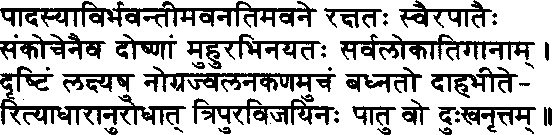 पादस्याविर्भवन्तीमवनतिमवने रक्षतः स्वैरपातैः
संकोचेनैव दोष्णां मुहुरभिनयतः सर्वलोकातिगानाम् ।
दृष्टिं लक्ष्येषु नोग्रज्वलनकणमुचं बध्नतो दाहभीते-
रित्याधारानुरोधात् त्रिपुरविजयिनः पातु वो दुःखनृत्तम् ॥